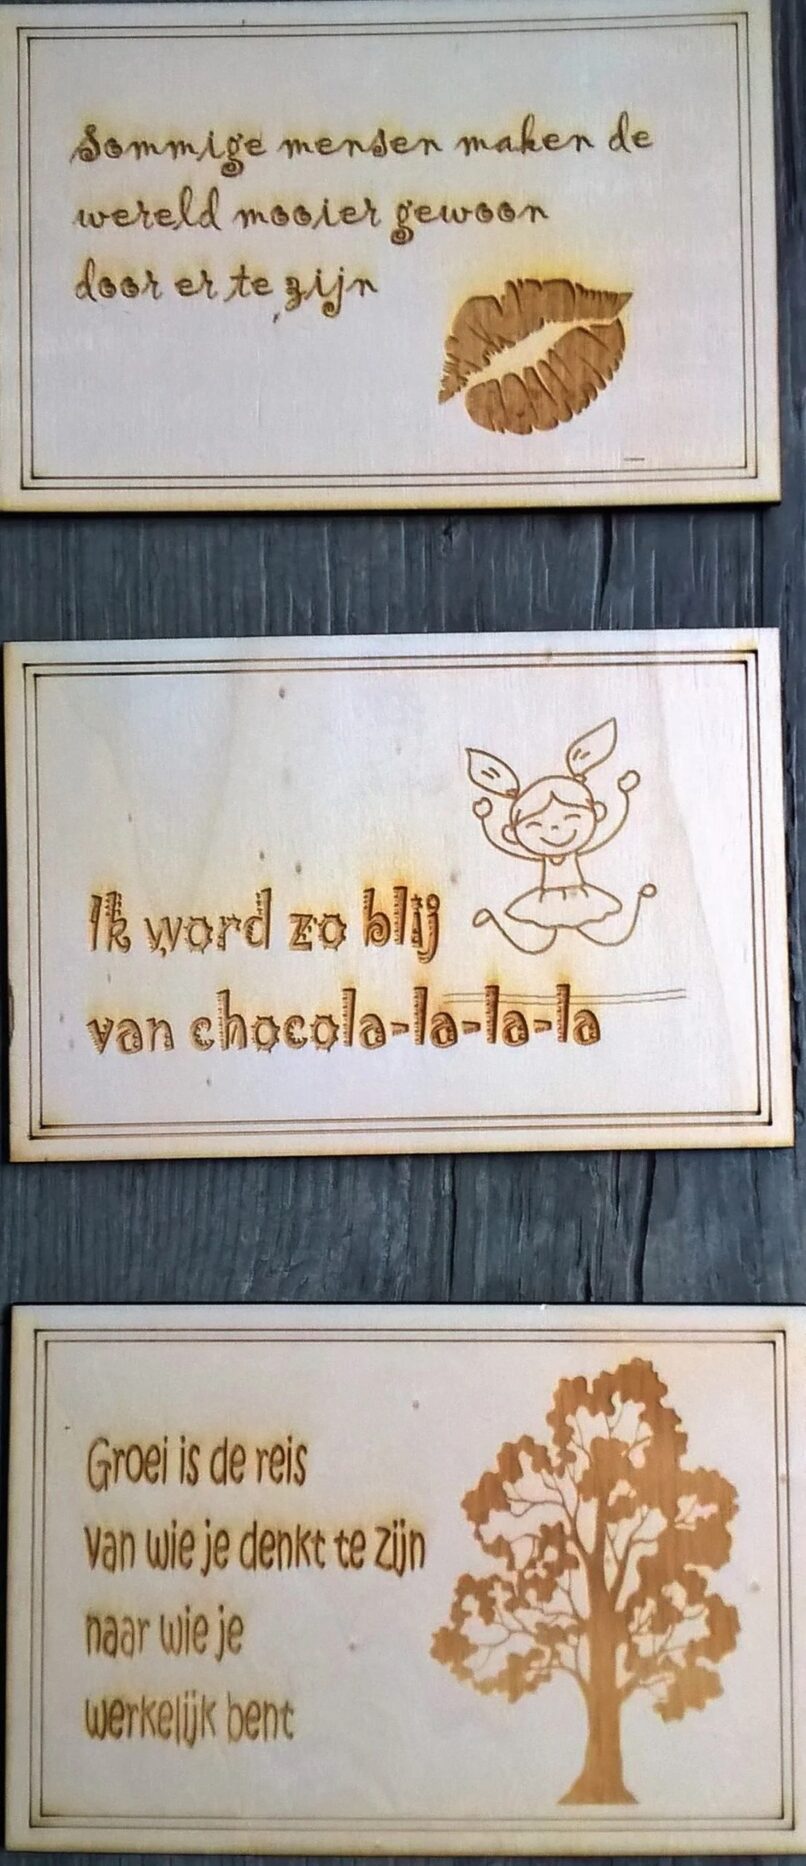 Sommige mensen maken de
wereld mooier gewoon
door er te zijn
Ik word zo blij
van chocola-la-la-la
Groei is de reis
van wie je denkt te zijn
naar wie je
werkelijk bent